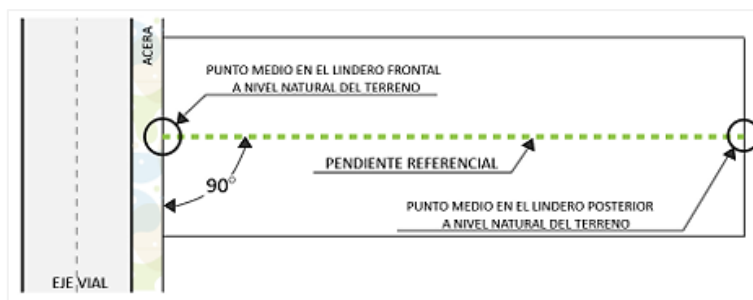 ACERA
PUNTO MEDIO EN EL LINDERO FRONTAL
A NIVEL NATURAL DEL TERRENO
90°
PENDIENTE REFERENCIAL
PUNTO MEDIO EN EL LINDERO POSTERIOR
A NIVEL NATURAL DEL TERRENO
EJE VIAL